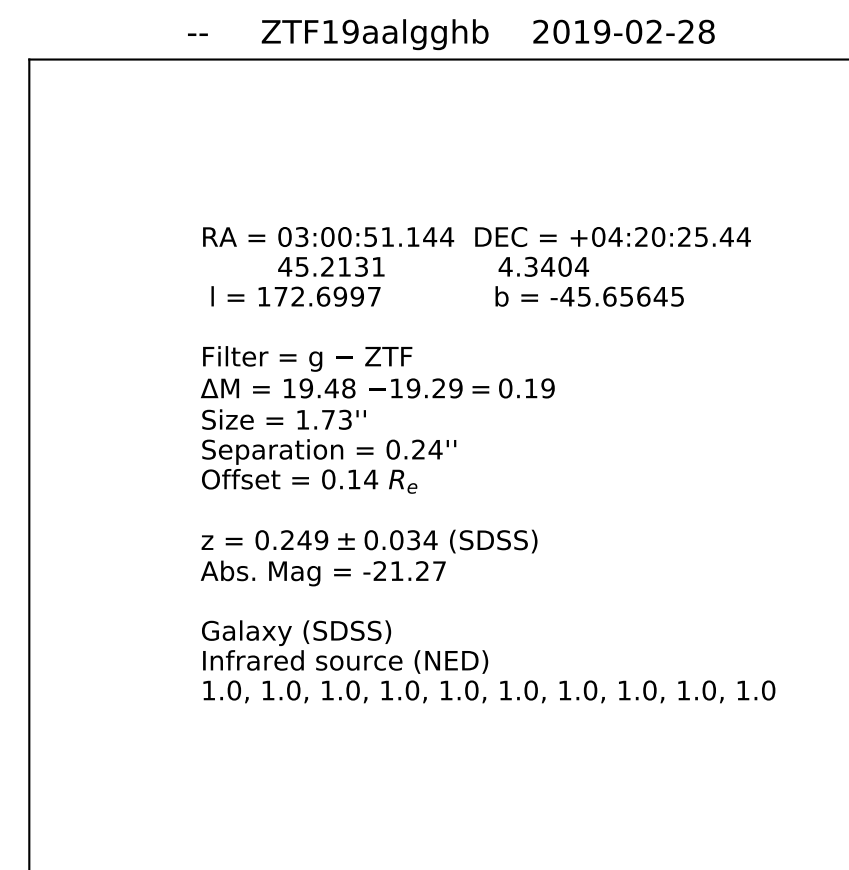 -- ZTF19aalgghb 2019-02-28
RA = 03:00:51.144 DEC = +04:20:25.44
45.2131 4.3404
l = 172.6997 b = -45.65645
Filter = g − ZTF
ΔM = 19.48 −19.29 = 0.19
Size = 1.73''
Separation = 0.24''
Offset = 0.14 Rₑ
z = 0.249 ± 0.034 (SDSS)
Abs. Mag = -21.27
Galaxy (SDSS)
Infrared source (NED)
1.0, 1.0, 1.0, 1.0, 1.0, 1.0, 1.0, 1.0, 1.0, 1.0